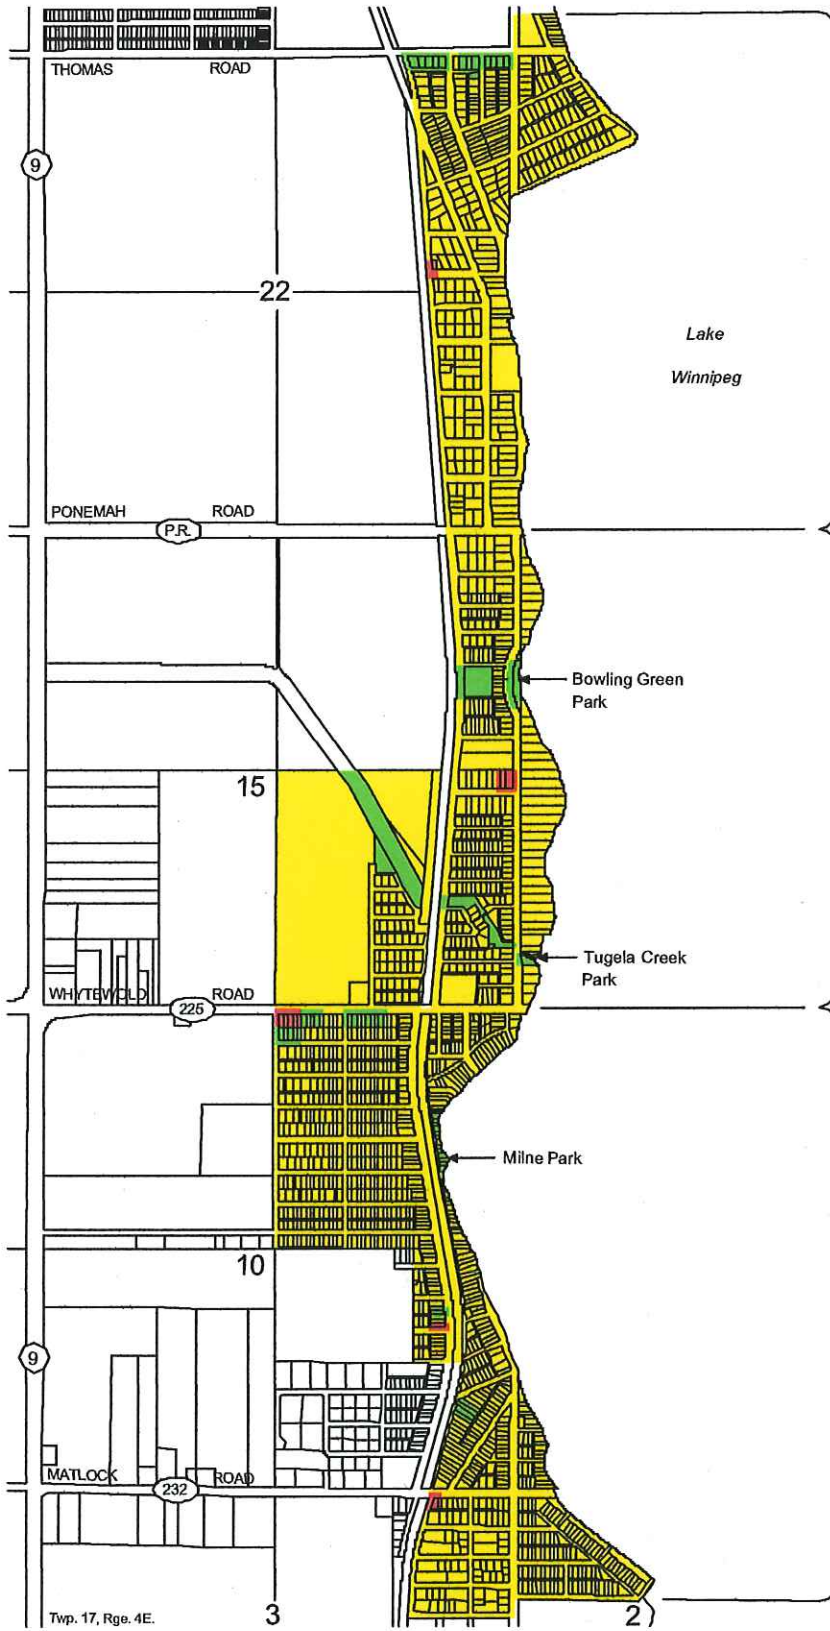 THOMAS ROAD
9
22
Lake
Winnipeg
PONEMAH ROAD
P.R.
Bowling Green
Park
15
Tugela Creek
Park
WHYTEWOLD ROAD
225
Milne Park
10
9
MATLOCK ROAD
232
Twp. 17, Rge. 4E.
3
2